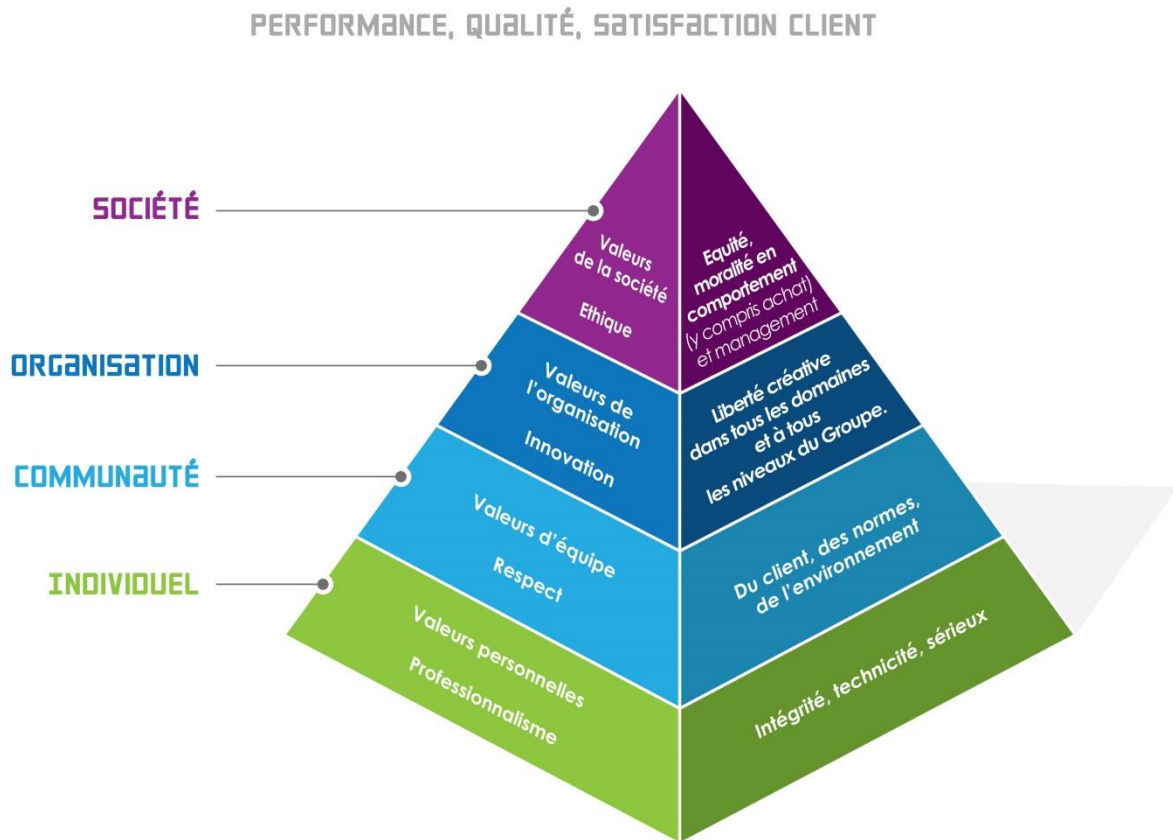 PERFORMANCE, QUALITÉ, SATISFACTION CLIENT
SOCIÉTÉ
Valeurs
de la société
Ethique
Equité,
moralité en
comportement
(y compris achat)
et management
ORGANISATION
Valeurs de
l'organisation
Innovation
Liberté créative
dans tous les domaines
et à tous
les niveaux du Groupe.
COMMUNAUTÉ
Valeurs d'équipe
Respect
Du client, des normes,
de l'environnement
INDIVIDUEL
Valeurs personnelles
Professionnalisme
Intégrité, technicité, sérieux